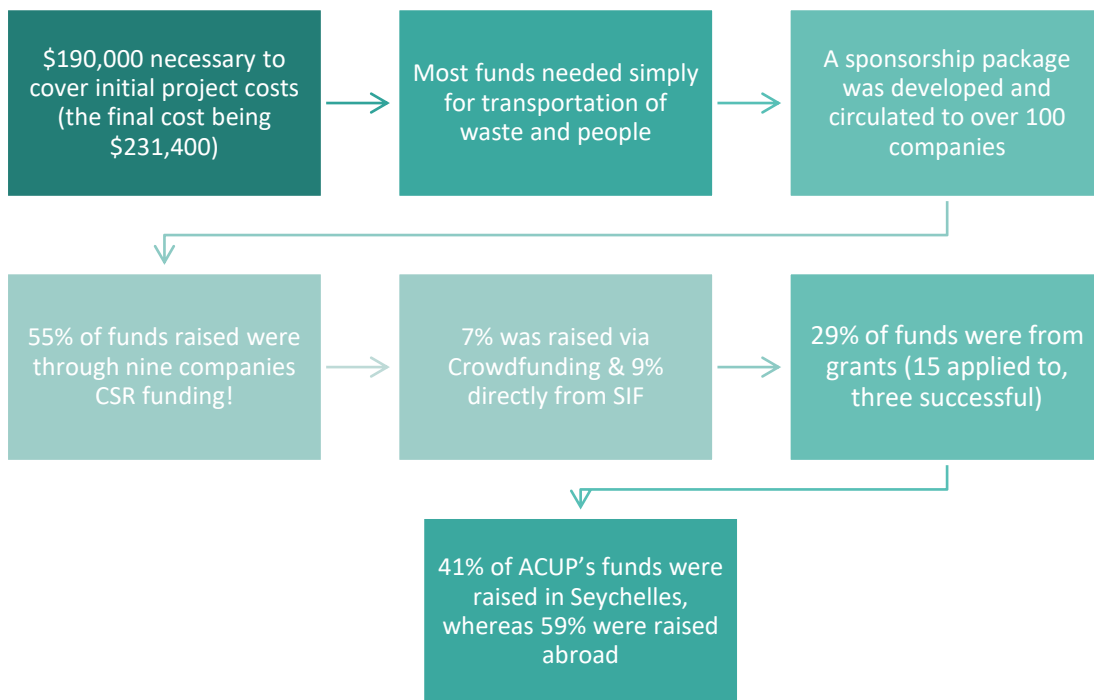 $190,000 necessary to
cover initial project costs
(the final cost being
$231,400)
Most funds needed simply
for transportation of
waste and people
A sponsorship package
was developed and
circulated to over 100
companies
55% of funds raised were
through nine companies
CSR funding!
7% was raised via
Crowdfunding & 9%
directly from SIF
29% of funds were from
grants (15 applied to,
three successful)
41% of ACUP’s funds were
raised in Seychelles,
whereas 59% were raised
abroad